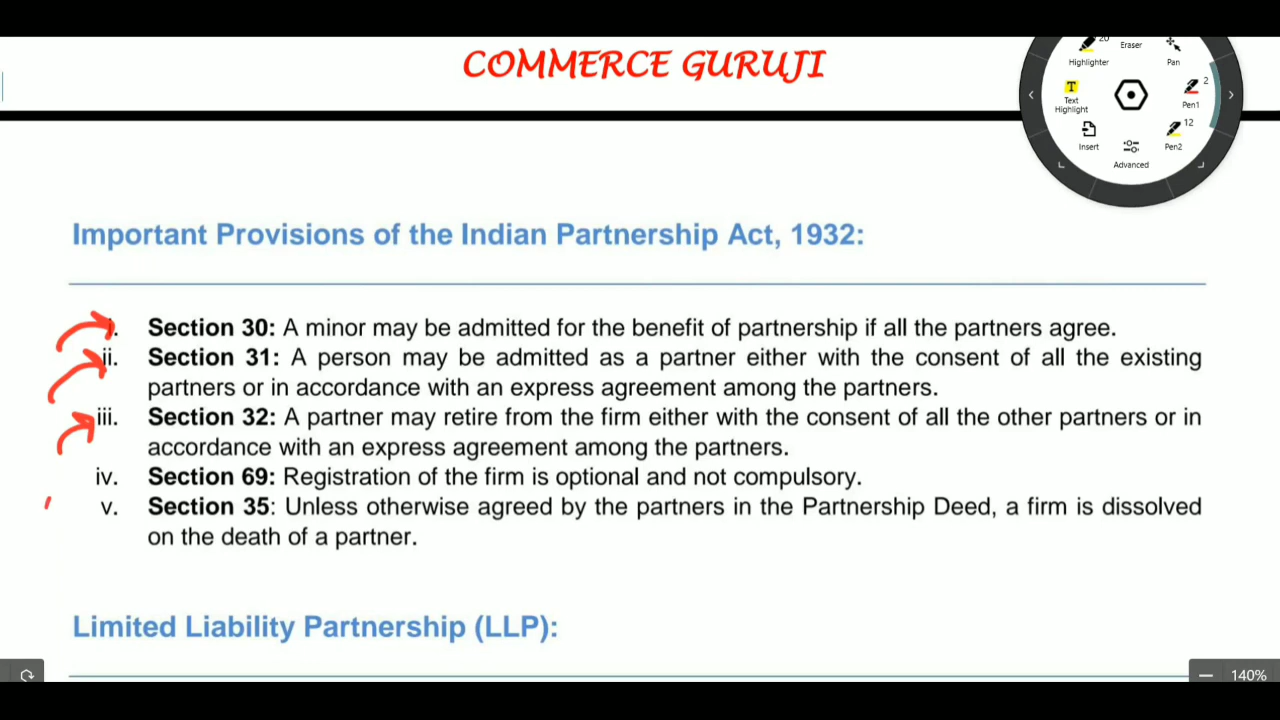 COMMERCE GURUJI
20
Eraser
Highlighter
Pan
T
Text
Highlight
2
Pen1
12
Insert
Pen2
Advanced
Important Provisions of the Indian Partnership Act, 1932:
i. Section 30: A minor may be admitted for the benefit of partnership if all the partners agree.
ii. Section 31: A person may be admitted as a partner either with the consent of all the existing
partners or in accordance with an express agreement among the partners.
iii. Section 32: A partner may retire from the firm either with the consent of all the other partners or in
accordance with an express agreement among the partners.
iv. Section 69: Registration of the firm is optional and not compulsory.
v. Section 35: Unless otherwise agreed by the partners in the Partnership Deed, a firm is dissolved
on the death of a partner.
Limited Liability Partnership (LLP):
140%